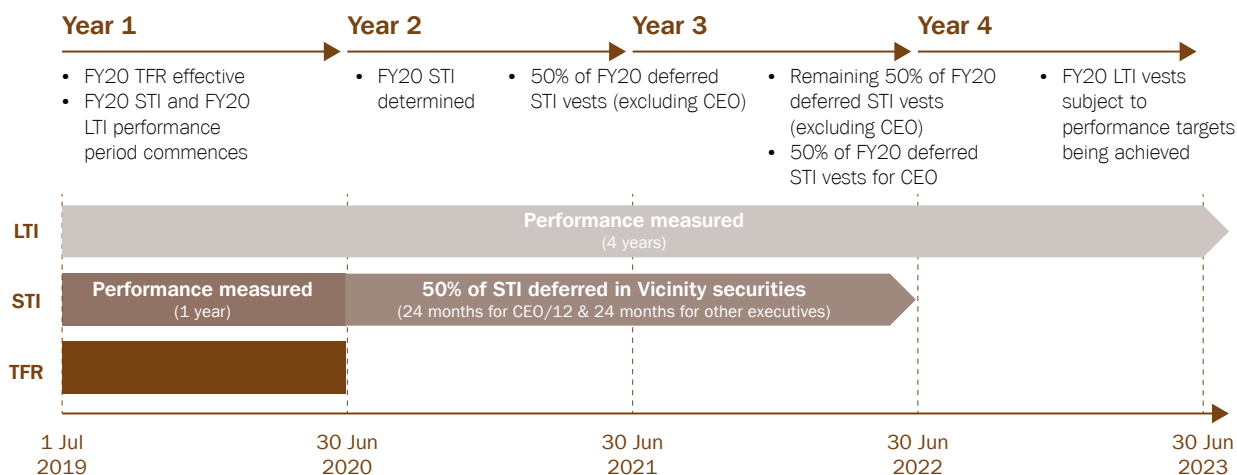 Year 1
Year 2
Year 3
Year 4
• FY20 TFR effective
• FY20 STI and FY20
LTI performance
period commences
• FY20 STI
determined
• 50% of FY20 deferred
STI vests (excluding CEO)
• Remaining 50% of FY20
deferred STI vests
(excluding CEO)
• 50% of FY20 deferred
STI vests for CEO
• FY20 LTI vests
subject to
performance targets
being achieved
LTI
Performance measured
(4 years)
STI
Performance measured
(1 year)
50% of STI deferred in Vicinity securities
(24 months for CEO/12 & 24 months for other executives)
TFR
1 Jul
2019
30 Jun
2020
30 Jun
2021
30 Jun
2022
30 Jun
2023